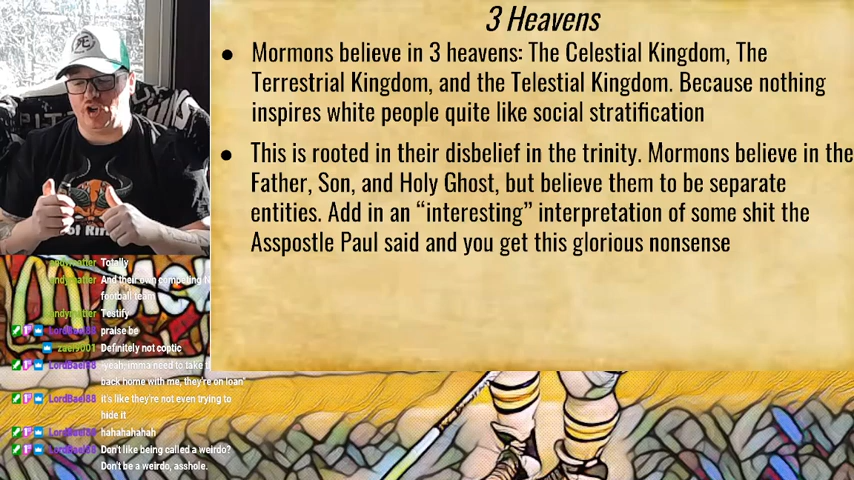 3 Heavens
● Mormons believe in 3 heavens: The Celestial Kingdom, The
Terrestrial Kingdom, and the Telestial Kingdom. Because nothing
inspires white people quite like social stratification
● This is rooted in their disbelief in the trinity. Mormons believe in the
Father, Son, and Holy Ghost, but believe them to be separate
entities. Add in an “interesting” interpretation of some shit the
Asspostle Paul said and you get this glorious nonsense
Totally
And their own competing
football team
Testify
LordBael88 praise be
Definitely not coptic
LordBael88 yeah, imma need to take
back home with me, they're on loan"
LordBael88 it's like they're not even trying to
hide it
LordBael88 hahahahahah
LordBael88 Don't like being called a weirdo?
Don't be a weirdo, asshole.